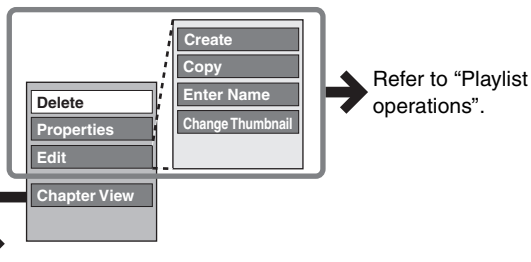 Create
Copy
Enter Name
Change Thumbnail
Delete
Properties
Edit
Chapter View
Refer to “Playlist
operations”.